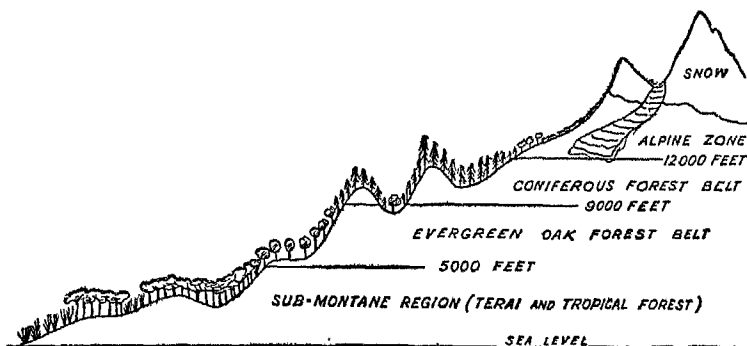 SNOW
ALPINE ZONE
12000 FEET
CONIFEROUS FOREST BELT
9000 FEET
EVERGREEN OAK FOREST BELT
5000 FEET
SUB-MONTANE REGION (TERAI AND TROPICAL FOREST)
SEA LEVEL